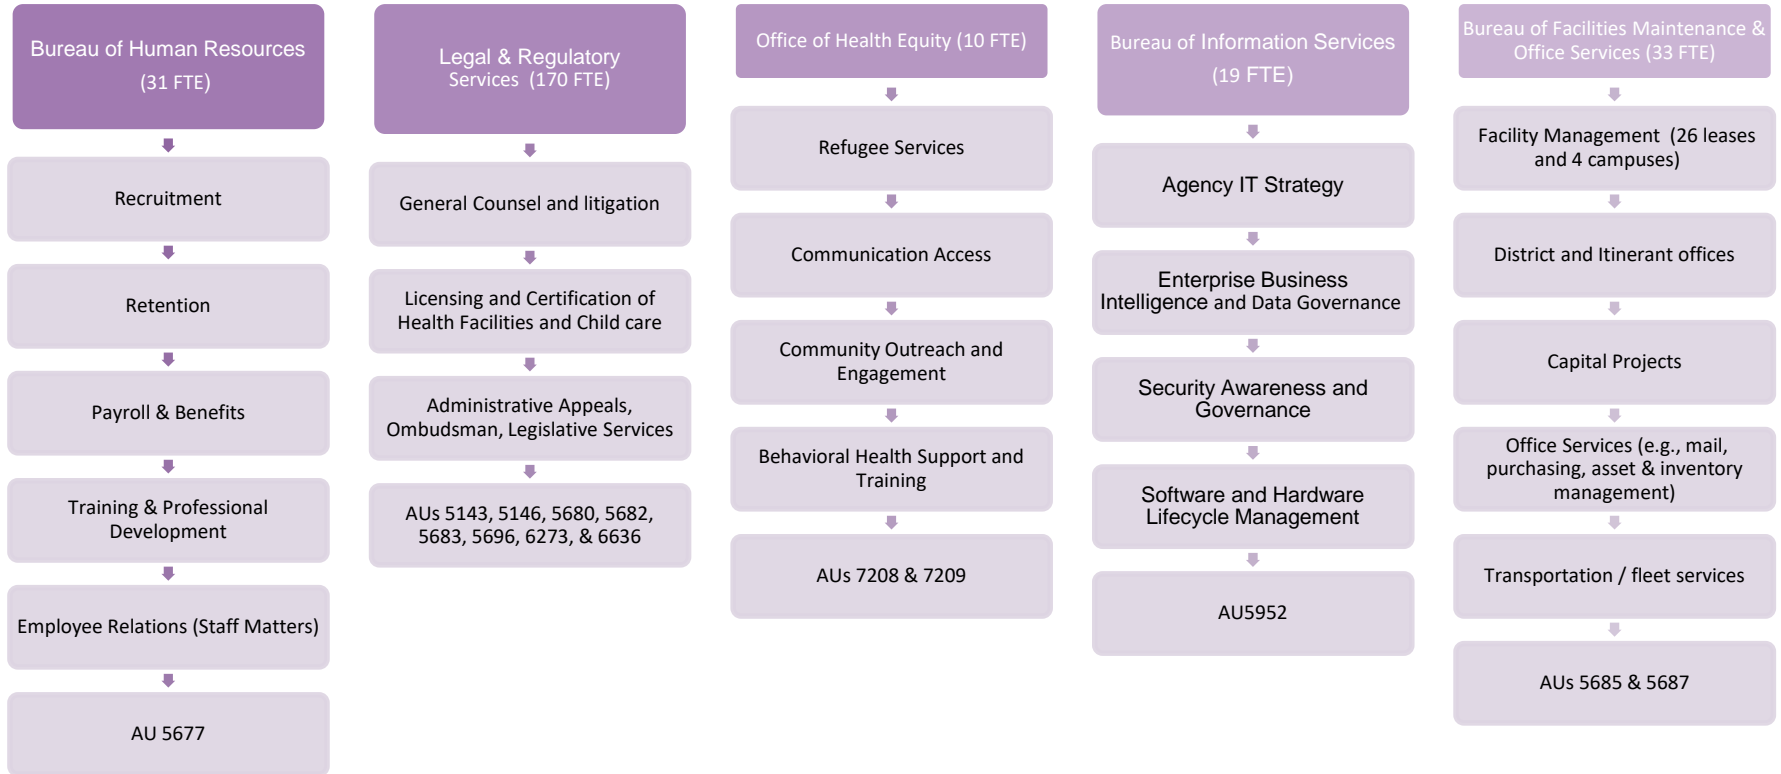 Bureau of Human Resources
(31 FTE)
Recruitment
Retention
Payroll & Benefits
Training & Professional
Development
Employee Relations (Staff Matters)
AU 5677
Legal & Regulatory
Services (170 FTE)
General Counsel and litigation
Licensing and Certification of
Health Facilities and Child care
Administrative Appeals,
Ombudsman, Legislative Services
AUs 5143, 5146, 5680, 5682,
5683, 5696, 6273, & 6636
Office of Health Equity (10 FTE)
Refugee Services
Communication Access
Community Outreach and
Engagement
Behavioral Health Support and
Training
AUs 7208 & 7209
Bureau of Information Services
(19 FTE)
Agency IT Strategy
Enterprise Business
Intelligence and Data Governance
Security Awareness and
Governance
Software and Hardware
Lifecycle Management
AU5952
Bureau of Facilities Maintenance &
Office Services (33 FTE)
Facility Management (26 leases
and 4 campuses)
District and Itinerant offices
Capital Projects
Office Services (e.g., mail,
purchasing, asset & inventory
management)
Transportation / fleet services
AUs 5685 & 5687